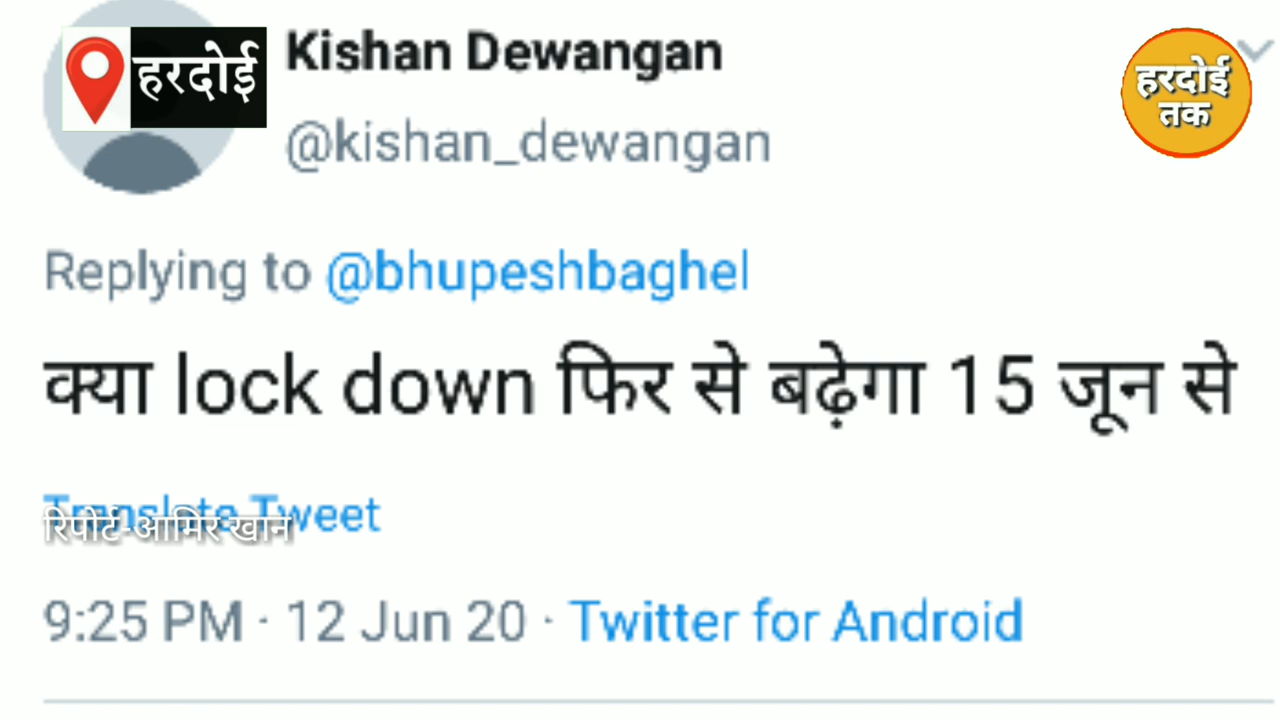 हरदोई
Kishan Dewangan
हरदोई
तक
@kishan_dewangan
Replying to @bhupeshbaghel
क्या lock down फिर से बढ़ेगा 15 जून से
Translate Tweet
रिपोर्ट-आमिर खान
9:25 PM · 12 Jun 20 · Twitter for Android